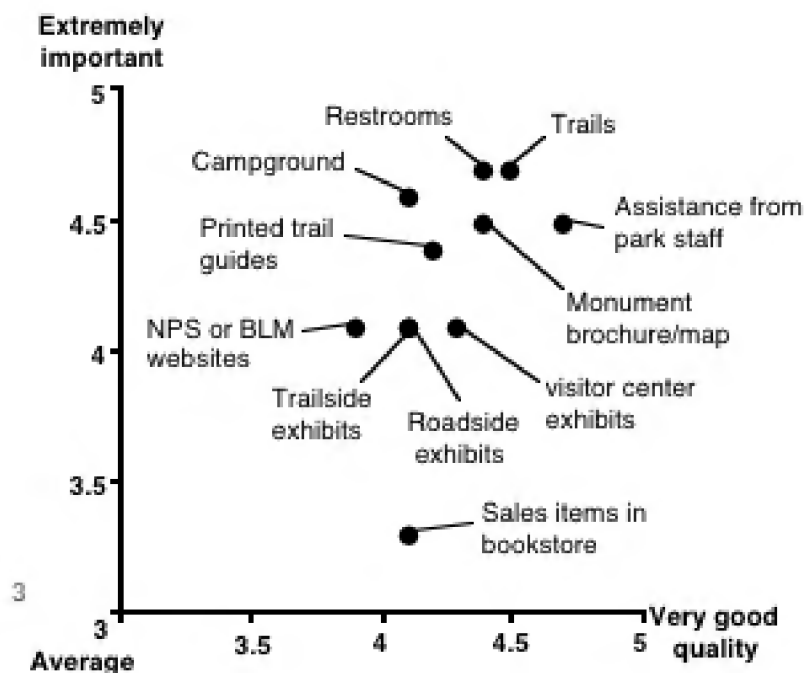 Extremely
important
5
Restrooms
Trails
Campground
Assistance from
park staff
4.5
Printed trail
guides
Monument
brochure/map
NPS or BLM
websites
4
Trailside
exhibits
Roadside
exhibits
visitor center
exhibits
3.5
Sales items in
bookstore
3
3
Average
3.5
4
4.5
5
Very good
quality